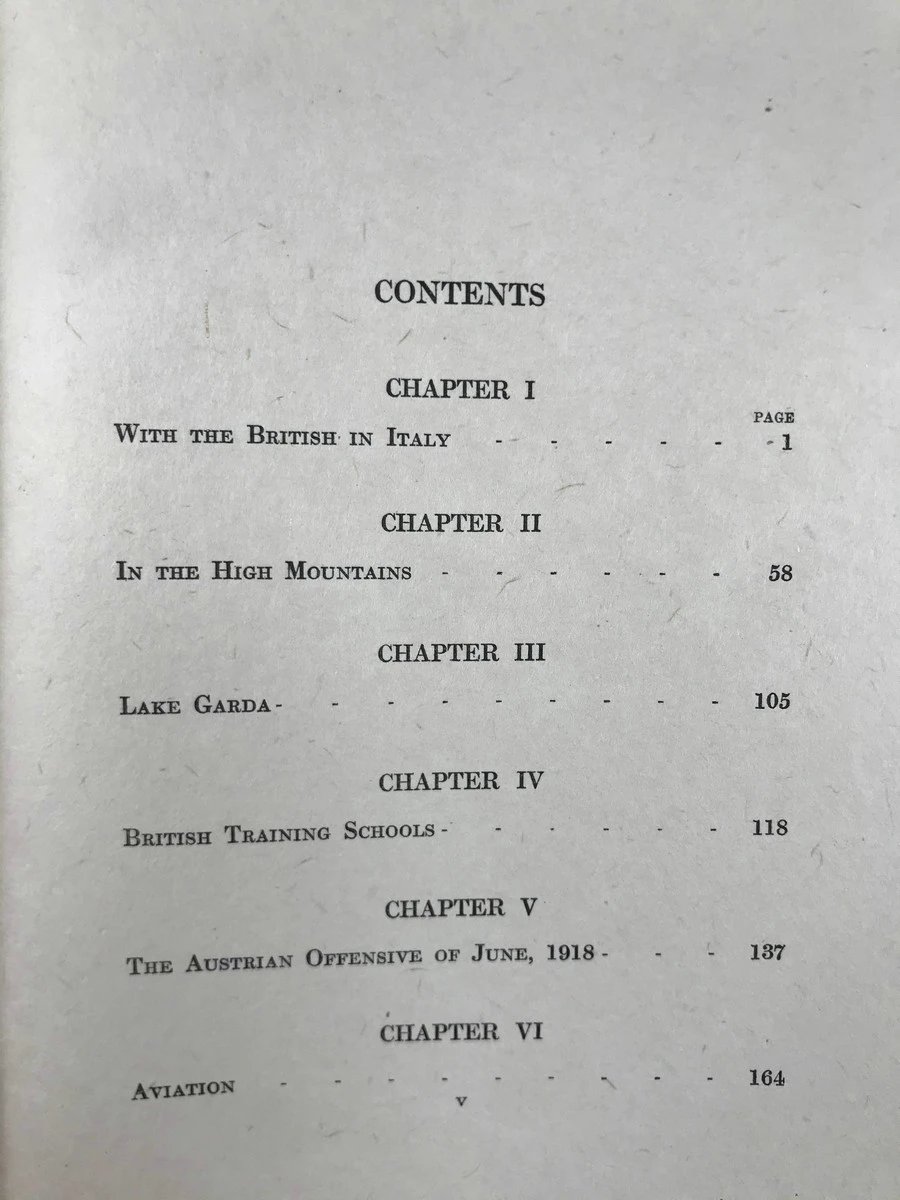 CONTENTS
CHAPTER I
PAGE
WITH THE BRITISH IN ITALY - - - - - 1
CHAPTER II
IN THE HIGH MOUNTAINS - - - - - - 58
CHAPTER III
LAKE GARDA - - - - - - - - - 105
CHAPTER IV
BRITISH TRAINING SCHOOLS - - - - - - 118
CHAPTER V
THE AUSTRIAN OFFENSIVE OF JUNE, 1918 - - - 137
CHAPTER VI
AVIATION - - - - - - - - - 164
v